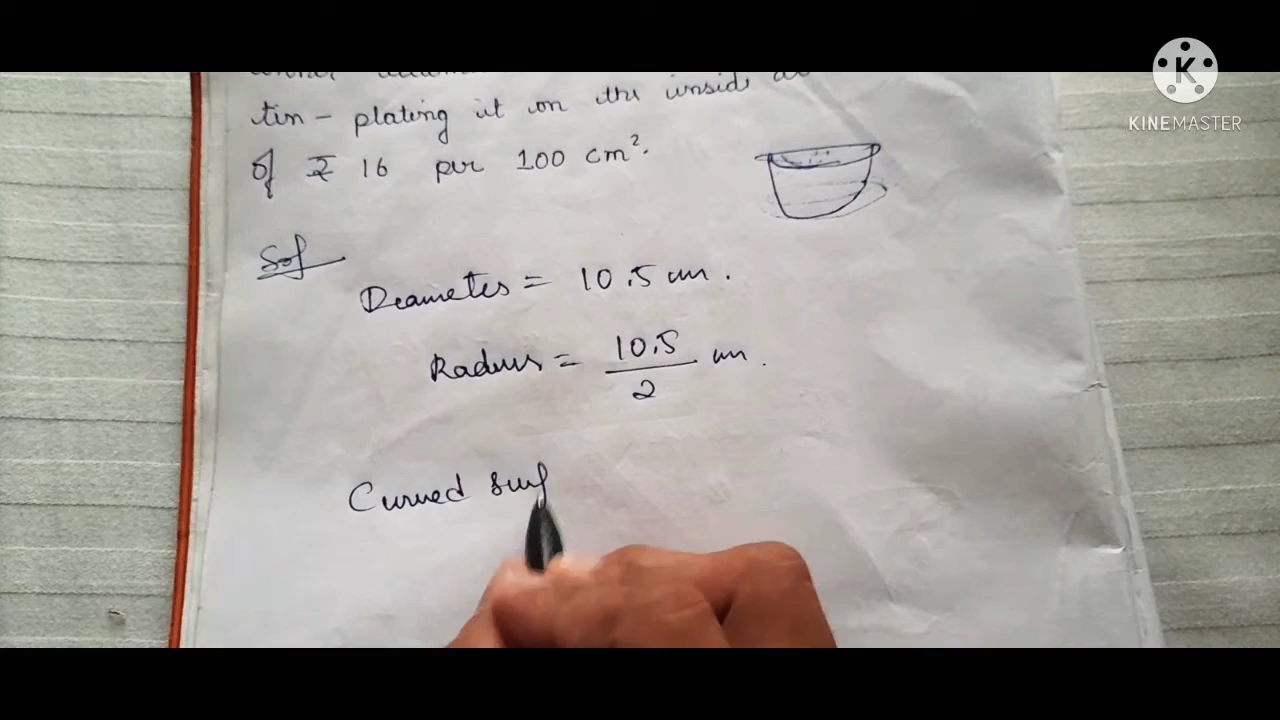 tin - plating it on the inside at
of ₹ 16 per 100 cm².
Sol
Diameter = 10.5 cm.
Radius = 10.5/2 cm.
Curved surf
K
KINEMASTER